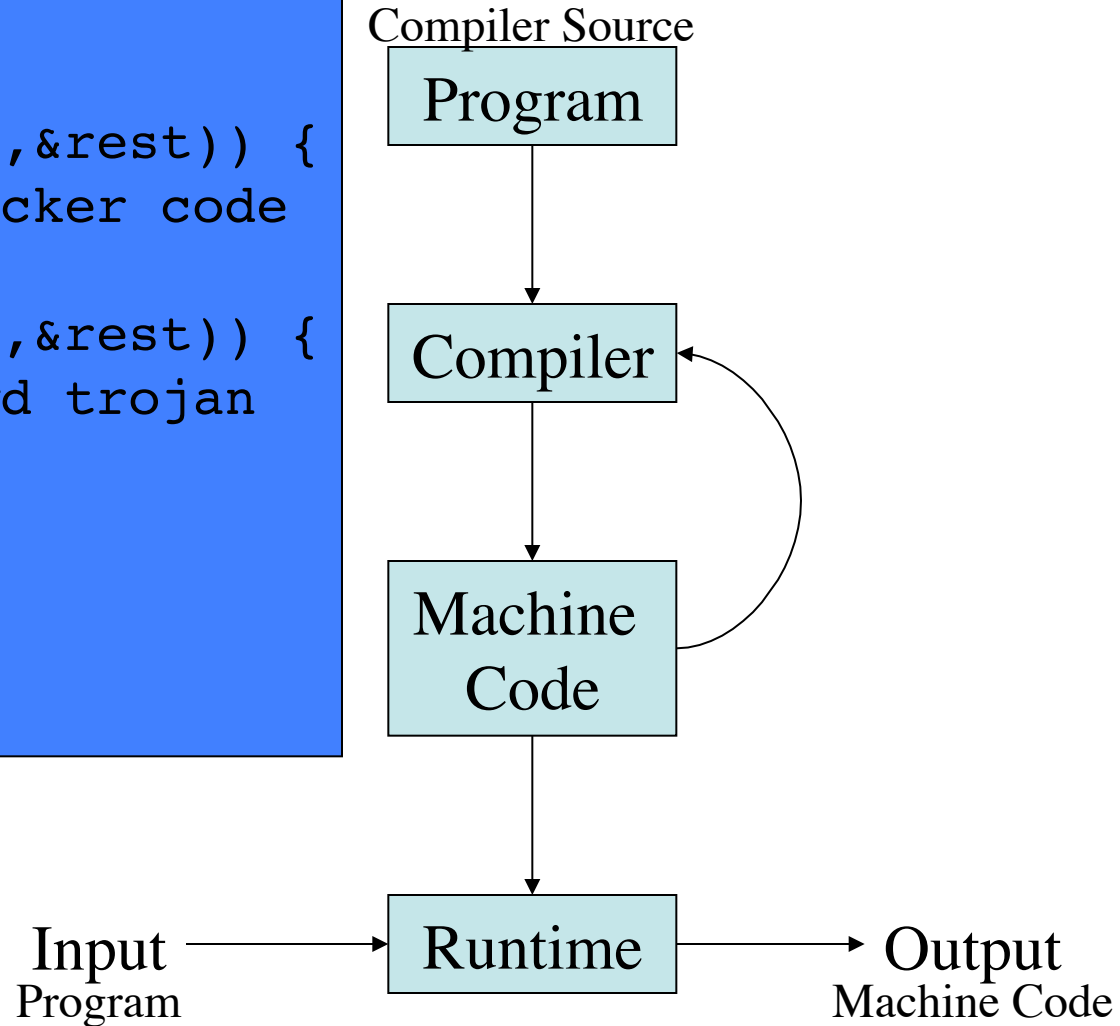 ,&rest)) {
cker code
,&rest)) {
d trojan
Compiler Source
Program
Compiler
Machine
Code
Input
Program
Runtime
Output
Machine Code